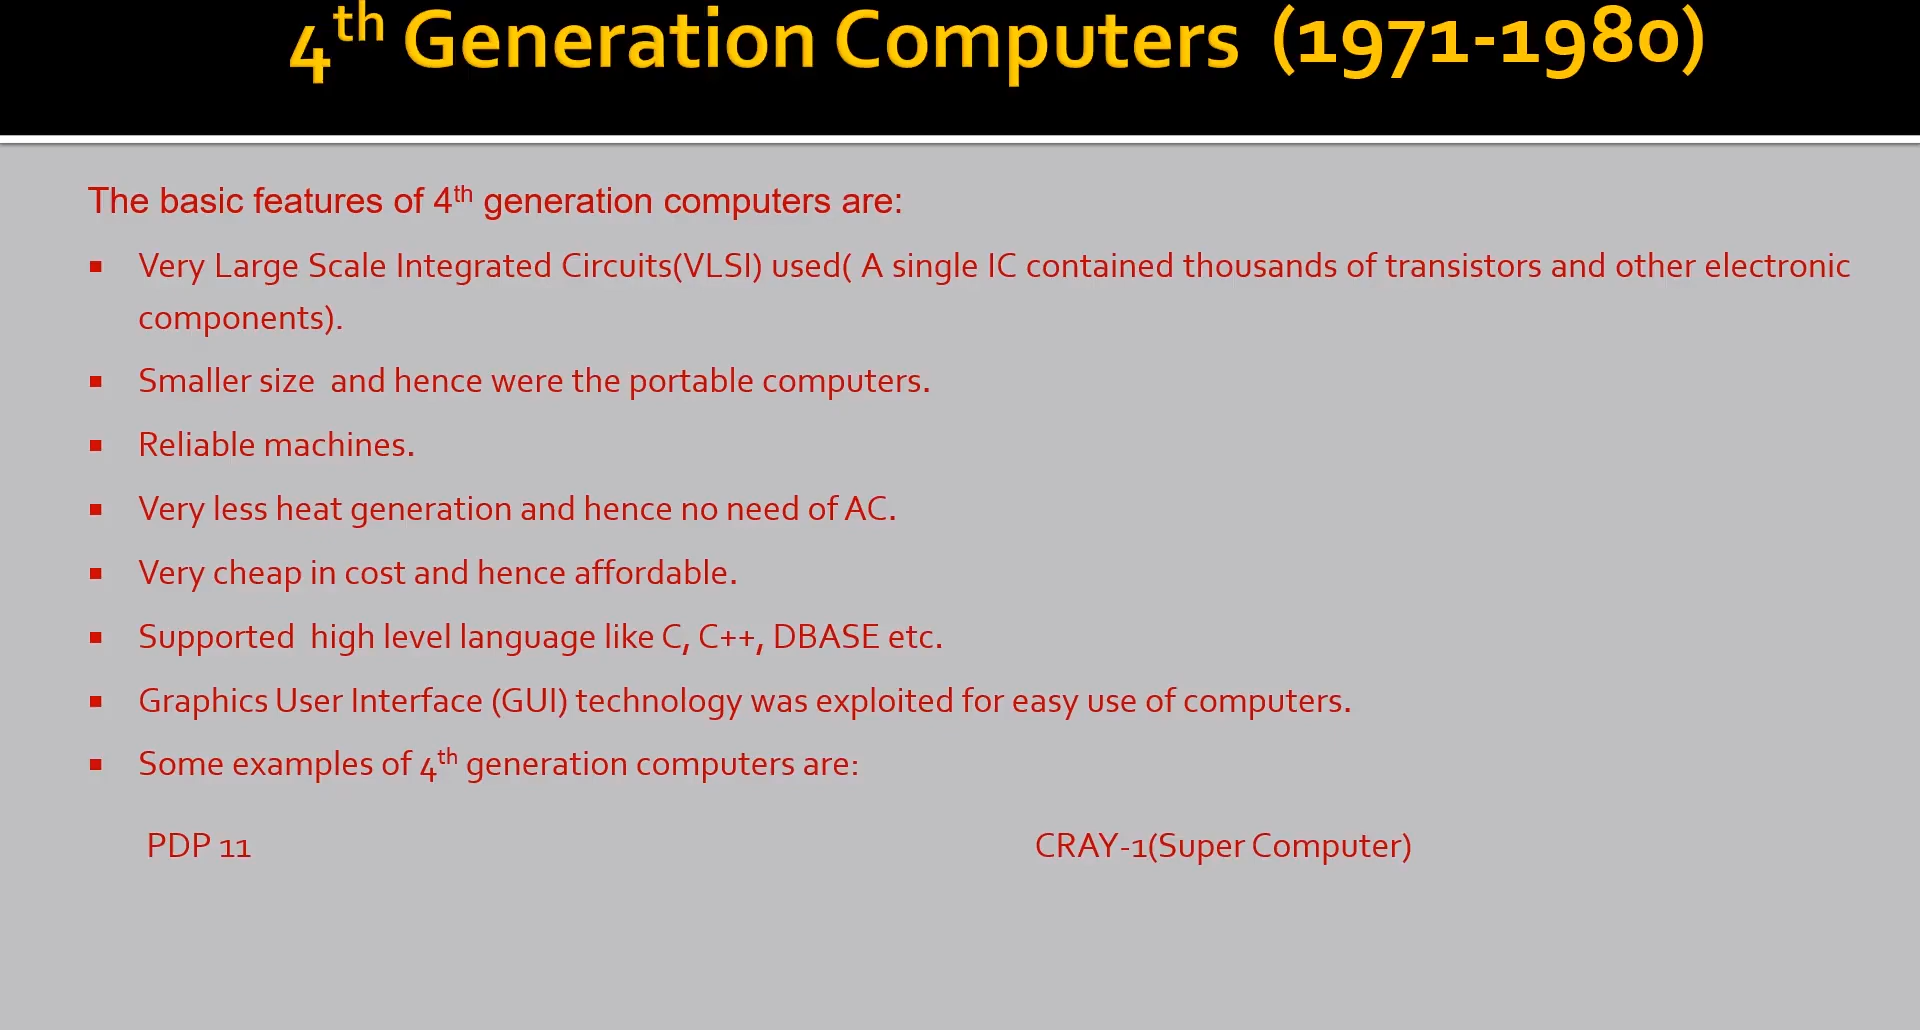 4th Generation Computers (1971-1980)
The basic features of 4th generation computers are:
▪ Very Large Scale Integrated Circuits(VLSI) used( A single IC contained thousands of transistors and other electronic
components).
▪ Smaller size  and hence were the portable computers.
▪ Reliable machines.
▪ Very less heat generation and hence no need of AC.
▪ Very cheap in cost and hence affordable.
▪ Supported  high level language like C, C++, DBASE etc.
▪ Graphics User Interface (GUI) technology was exploited for easy use of computers.
▪ Some examples of 4th generation computers are:
PDP 11 CRAY-1(Super Computer)